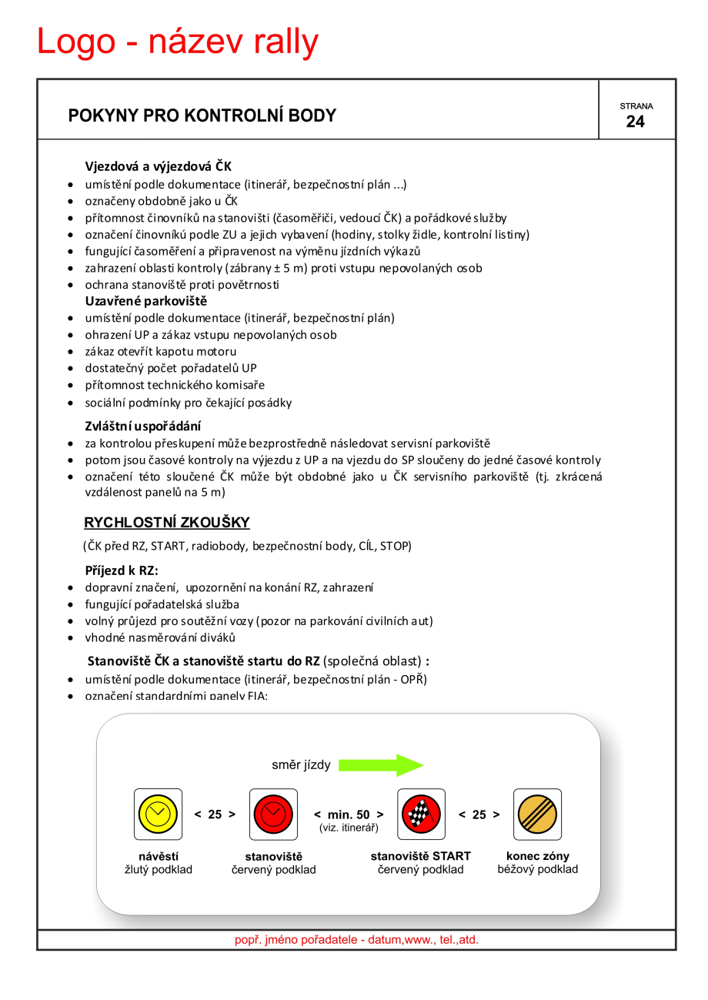 Logo - název rally
POKYNY PRO KONTROLNÍ BODY
STRANA
24
Vjezdová a výjezdová ČK
• umístění podle dokumentace (itinerář, bezpečnostní plán ...)
• označeny obdobně jako u ČK
• přítomnost činovníků na stanovišti (časoměřiči, vedoucí ČK) a pořádkové služby
• označení činovníkú podle ZU a jejich vybavení (hodiny, stolky židle, kontrolní listiny)
• fungující časoměření a připravenost na výměnu jízdních výkazů
• zahrazení oblasti kontroly (zábrany ± 5 m) proti vstupu nepovolaných osob
• ochrana stanoviště proti povětrnosti
Uzavřené parkoviště
• umístění podle dokumentace (itinerář, bezpečnostní plán)
• ohrazení UP a zákaz vstupu nepovolaných osob
• zákaz otevřít kapotu motoru
• dostatečný počet pořadatelů UP
• přítomnost technického komisaře
• sociální podmínky pro čekající posádky
Zvláštní uspořádání
• za kontrolou přeskupení může bezprostředně následovat servisní parkoviště
• potom jsou časové kontroly na výjezdu z UP a na vjezdu do SP sloučeny do jedné časové kontroly
• označení této sloučené ČK může být obdobné jako u ČK servisního parkoviště (tj. zkrácená
vzdálenost panelů na 5 m)
RYCHLOSTNÍ ZKOUŠKY
(ČK před RZ, START, radiobody, bezpečnostní body, CÍL, STOP)
Příjezd k RZ:
• dopravní značení, upozornění na konání RZ, zahrazení
• fungující pořadatelská služba
• volný průjezd pro soutěžní vozy (pozor na parkování civilních aut)
• vhodné nasměrování diváků
Stanoviště ČK a stanoviště startu do RZ (společná oblast) :
• umístění podle dokumentace (itinerář, bezpečnostní plán - OPŘ)
• označení standardními panely FIA:
směr jízdy
< 25 > < min. 50 > < 25 >
(viz. itinerář)
návěstí stanoviště stanoviště START konec zóny
žlutý podklad červený podklad červený podklad béžový podklad
popř. jméno pořadatele - datum,www., tel.,atd.